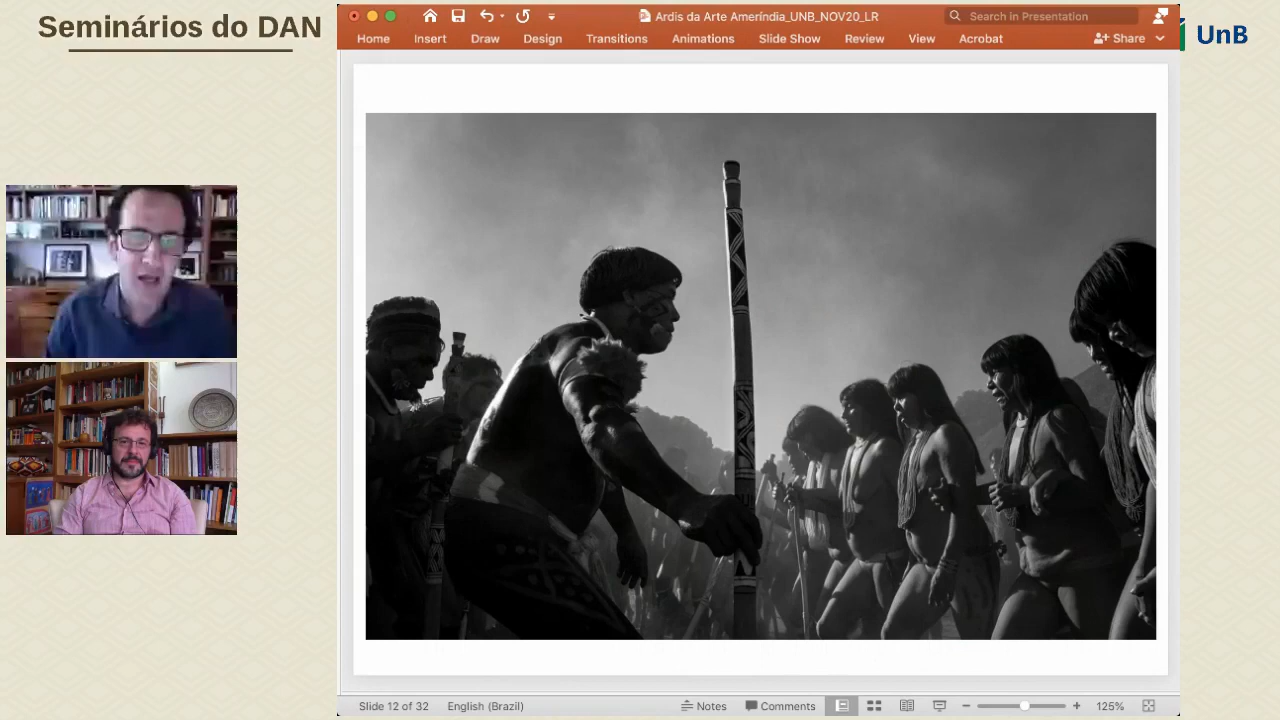 Seminários do DAN
Ardis da Arte Ameríndia_UNB_NOV20_LR
Search in Presentation
Home Insert Draw Design Transitions Animations Slide Show Review View Acrobat Share
UnB
Slide 12 of 32 English (Brazil) Notes Comments 125%